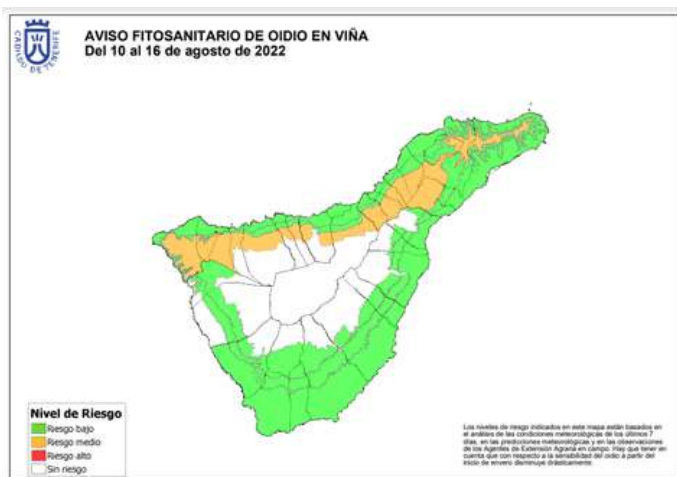 CABILDO DE TENERIFE
AVISO FITOSANITARIO DE OIDIO EN VIÑA
Del 10 al 16 de agosto de 2022
Nivel de Riesgo
Riesgo bajo
Riesgo medio
Riesgo alto
Sin riesgo
Los niveles de riesgo indicados en este mapa están basados en
el análisis de las condiciones meteorológicas de los últimos 7
días, en las predicciones meteorológicas y en las observaciones
de los Agentes de Extensión Agraria en campo. Hay que tener en
cuenta que con respecto a la sensibilidad del oidio a partir del
inicio de envero disminuye drásticamente.